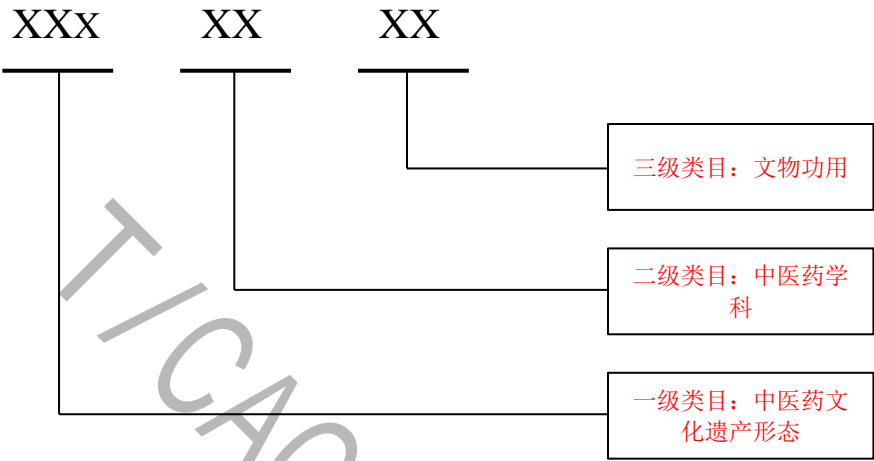 XXx XX XX
三级类目：文物功用
二级类目：中医药学
科
一级类目：中医药文
化遗产形态
T/CAC